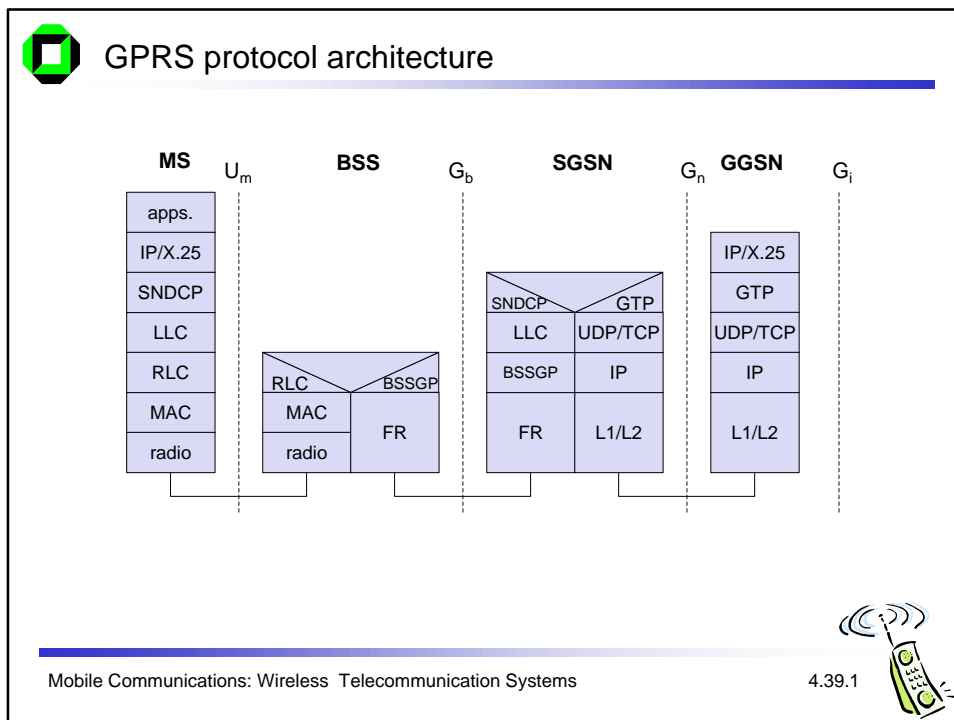 GPRS protocol architecture
MS
Um
BSS
Gb
SGSN
Gn
GGSN
Gi
apps.
IP/X.25
SNDCP
LLC
RLC
MAC
radio
RLC
BSSGP
MAC
radio
FR
SNDCP
GTP
LLC
UDP/TCP
BSSGP
IP
FR
L1/L2
IP/X.25
GTP
UDP/TCP
IP
L1/L2
Mobile Communications: Wireless Telecommunication Systems
4.39.1